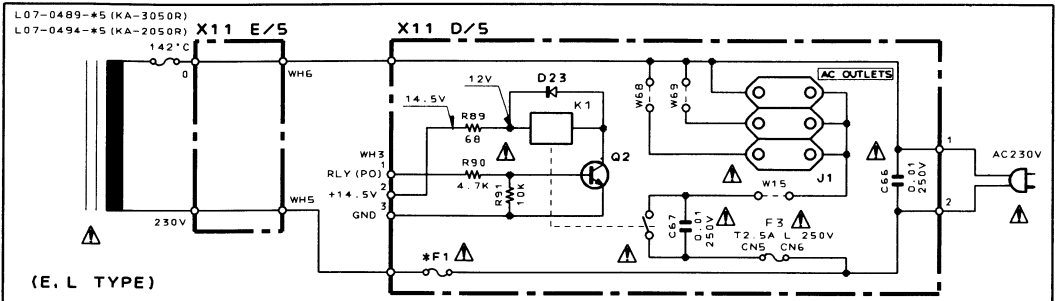 L07-0489-*5 (KA-3050R)
L07-0494-*5 (KA-2050R)
X11 E/5
X11 D/5
142°C
0
WH6
12V
D23
14.5V
K1
R89
68
W68
W69
AC OUTLETS
WH3
1
RLY (PO)
R90
4.7K
Q2
2
+14.5V
R91
10K
3
GND
J1
W15
C66
0.01
250V
1
AC230V
2
WH5
230V
C67
0.01
250V
F3
T2.5A L 250V
CN5 CN6
*F1
(E, L TYPE)